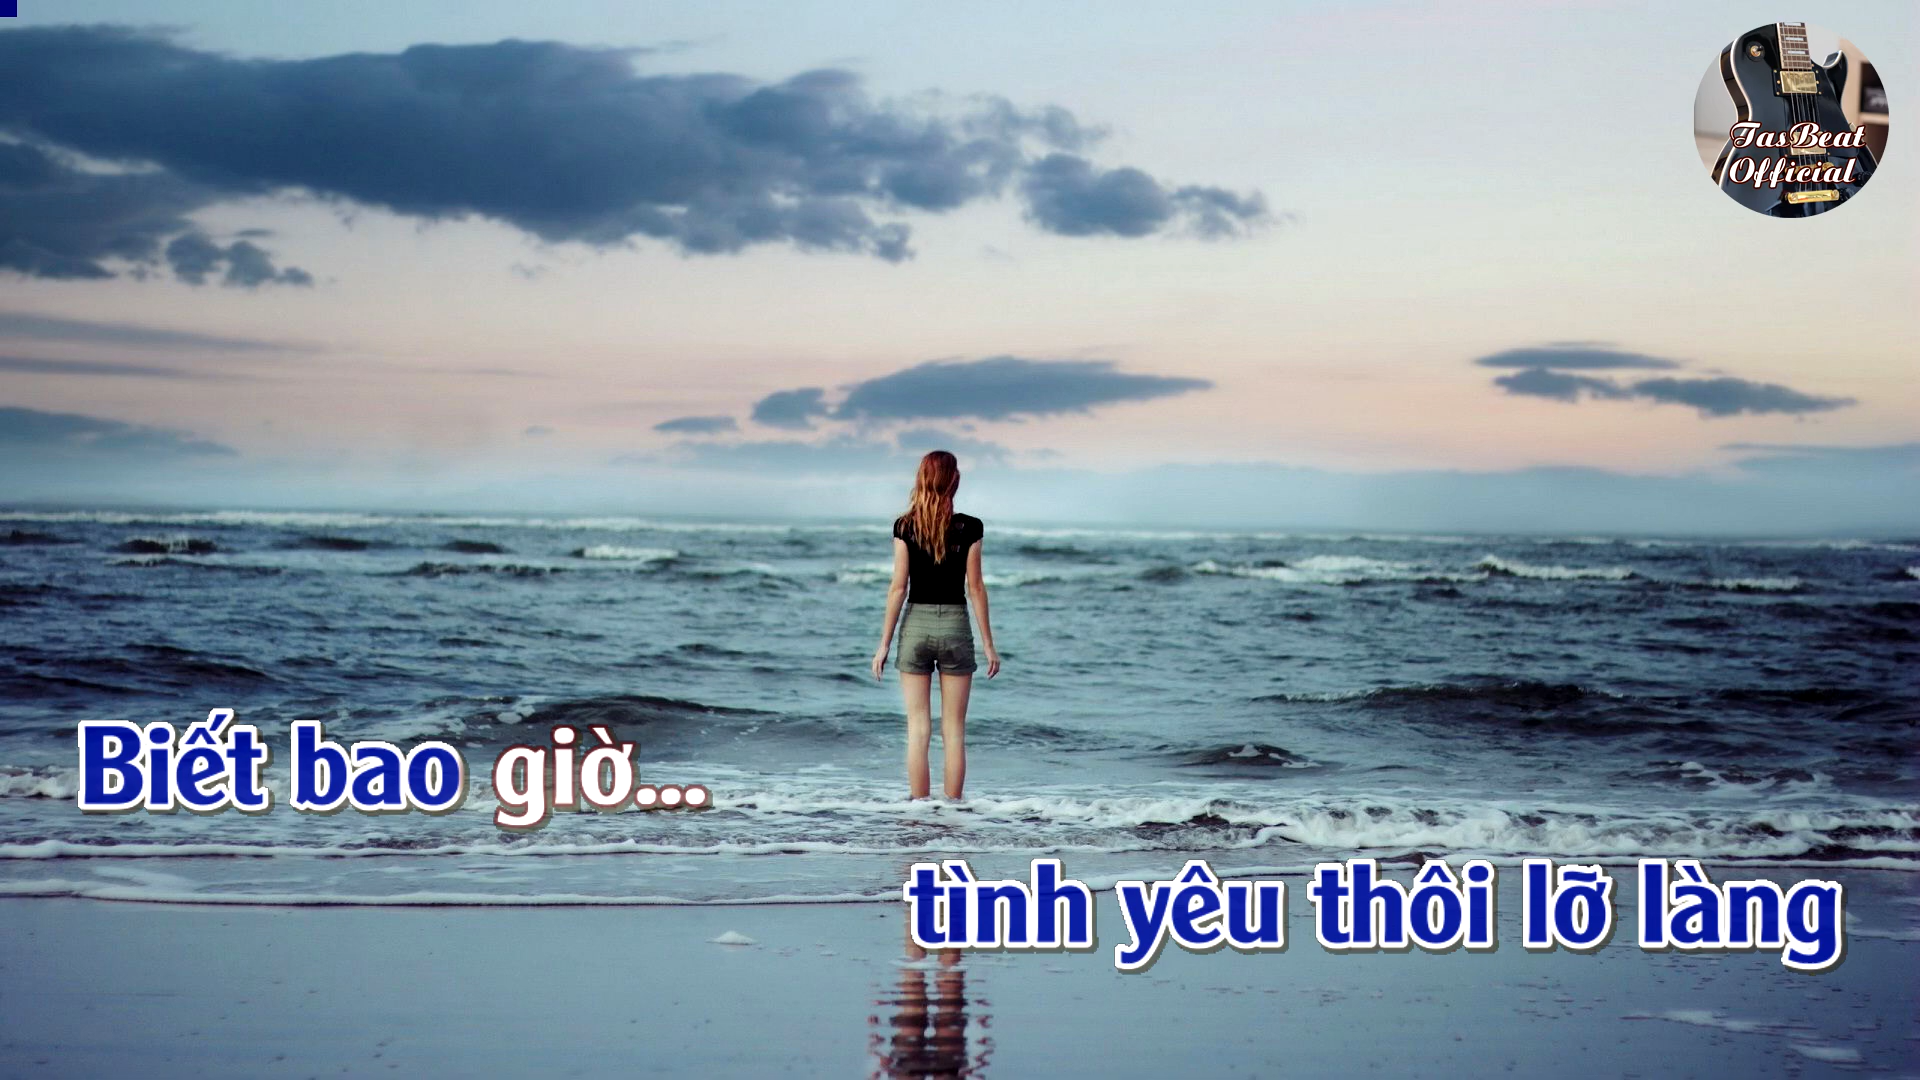 TasBeat
Official
Biết bao giờ...
tình yêu thôi lỡ làng